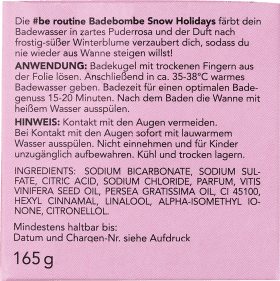 Die #be routine Badebombe Snow Holidays färbt dein
Badewasser in zartes Puderrosa und der Duft nach
frostig-süßer Winterblume verzaubert dich, sodass du
nie wieder aus Wanne steigen willst!
ANWENDUNG: Badekugel mit trockenen Fingern aus
der Folie lösen. Anschließend in ca. 35-38°C warmes
Badewasser geben. Badezeit für einen optimalen Bade-
genuss 15-20 Minuten. Nach dem Baden die Wanne mit
heißem Wasser ausspülen.
HINWEIS: Kontakt mit den Augen vermeiden.
Bei Kontakt mit den Augen sofort mit lauwarmem
Wasser ausspülen. Nicht einnehmen und für Kinder
unzugänglich aufbewahren. Kühl und trocken lagern.
INGREDIENTS: SODIUM BICARBONATE, SODIUM SUL-
FATE, CITRIC ACID, SODIUM CHLORIDE, PARFUM, VITIS
VINIFERA SEED OIL, PERSEA GRATISSIMA OIL, CI 45100,
HEXYL CINNAMAL, LINALOOL, ALPHA-ISOMETHYL IO-
NONE, CITRONELLOL.
Mindestens haltbar bis:
Datum und Chargen-Nr. siehe Aufdruck
165 g